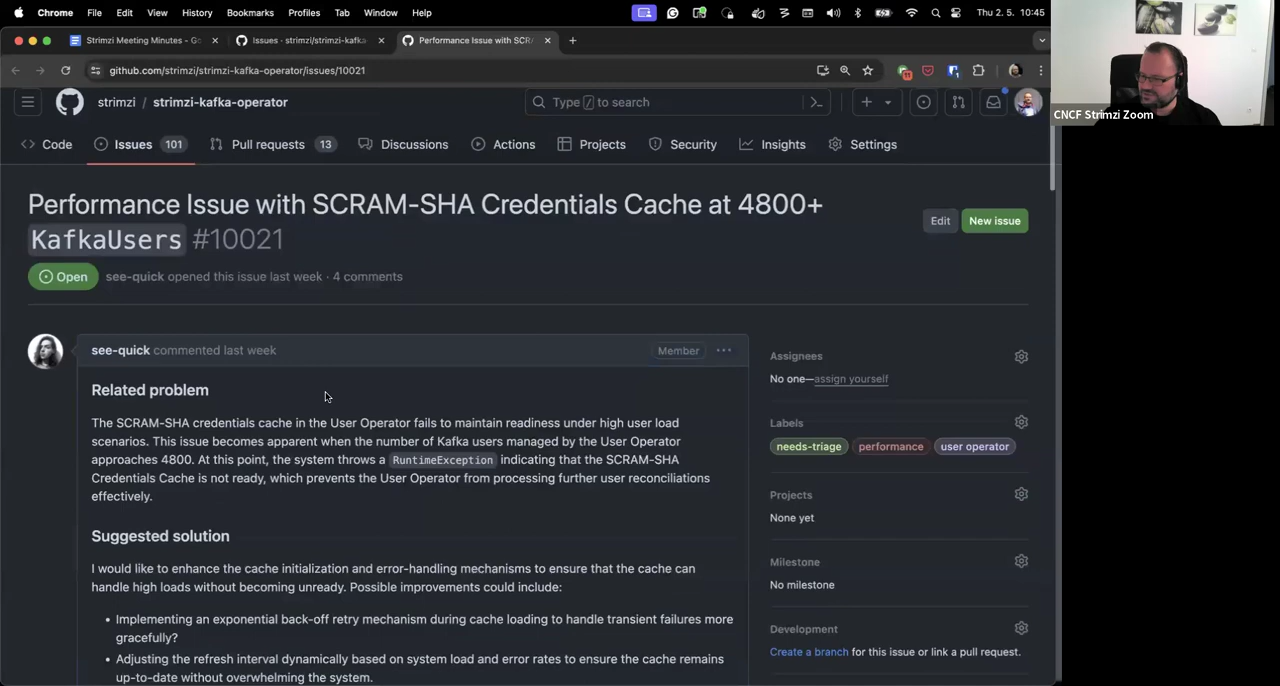 Chrome File Edit View History Bookmarks Profiles Tab Window Help
Thu 2. 5. 10:45
Strimzi Meeting Minutes - Go
Issues · strimzi/strimzi-kafka-
Performance Issue with SCR/
github.com/strimzi/strimzi-kafka-operator/issues/10021
strimzi / strimzi-kafka-operator
Type / to search
Code
Issues 101
Pull requests 13
Discussions
Actions
Projects
Security
Insights
Settings
CNCF Strimzi Zoom
Performance Issue with SCRAM-SHA Credentials Cache at 4800+
KafkaUsers #10021
Edit
New issue
Open
see-quick opened this issue last week · 4 comments
see-quick commented last week
Member
Related problem
The SCRAM-SHA credentials cache in the User Operator fails to maintain readiness under high user load
scenarios. This issue becomes apparent when the number of Kafka users managed by the User Operator
approaches 4800. At this point, the system throws a RuntimeException indicating that the SCRAM-SHA
Credentials Cache is not ready, which prevents the User Operator from processing further user reconciliations
effectively.
Suggested solution
I would like to enhance the cache initialization and error-handling mechanisms to ensure that the cache can
handle high loads without becoming unready. Possible improvements could include:
• Implementing an exponential back-off retry mechanism during cache loading to handle transient failures more
gracefully?
• Adjusting the refresh interval dynamically based on system load and error rates to ensure the cache remains
up-to-date without overwhelming the system.
Assignees
No one—assign yourself
Labels
needs-triage performance user operator
Projects
None yet
Milestone
No milestone
Development
Create a branch for this issue or link a pull request.